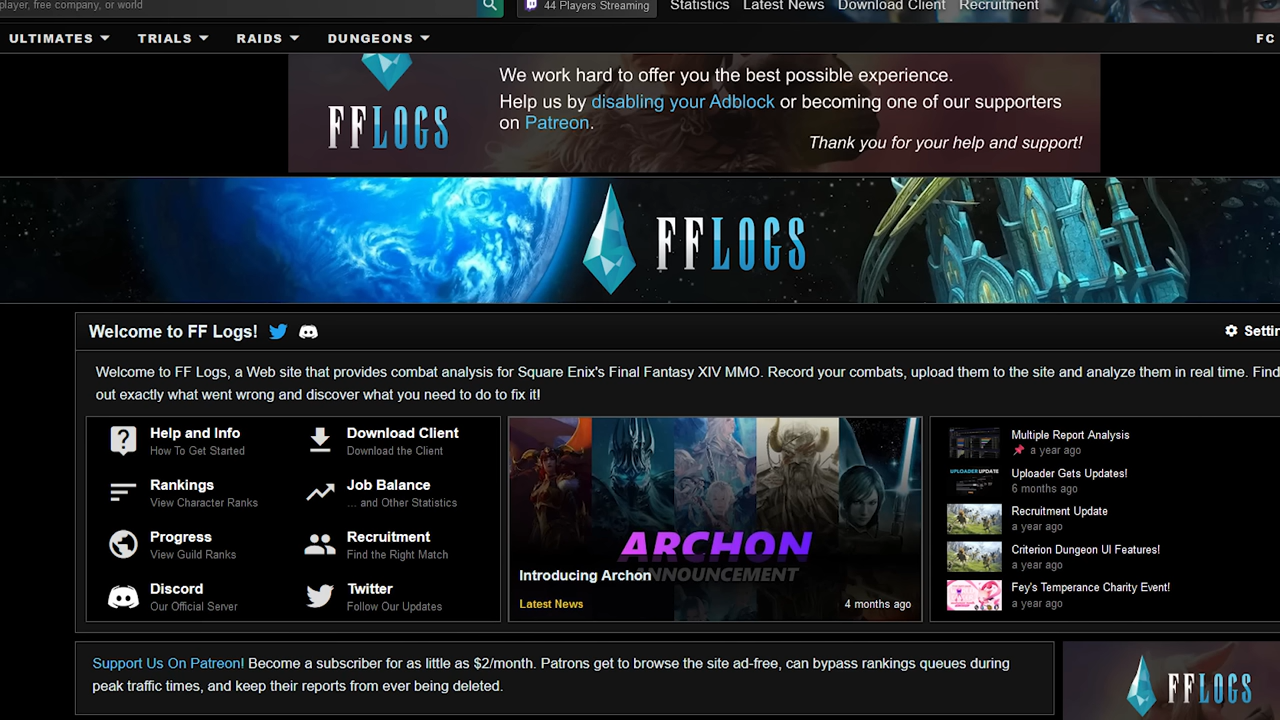 player, free company, or world
44 Players Streaming
Statistics
Latest News
Download Client
Recruitment
ULTIMATES
TRIALS
RAIDS
DUNGEONS
FC
We work hard to offer you the best possible experience.
Help us by disabling your Adblock or becoming one of our supporters
on Patreon.
Thank you for your help and support!
FFLOGS
FFLOGS
Welcome to FF Logs!
Settin
Welcome to FF Logs, a Web site that provides combat analysis for Square Enix's Final Fantasy XIV MMO. Record your combats, upload them to the site and analyze them in real time. Find
out exactly what went wrong and discover what you need to do to fix it!
Help and Info
How To Get Started
Download Client
Download the Client
Rankings
View Character Ranks
Job Balance
... and Other Statistics
Progress
View Guild Ranks
Recruitment
Find the Right Match
Discord
Our Official Server
Twitter
Follow Our Updates
ARCHON
ANNOUNCEMENT
Introducing Archon
Latest News
4 months ago
Multiple Report Analysis
a year ago
UPLOADER UPDATE
Uploader Gets Updates!
6 months ago
Recruitment Update
a year ago
Criterion Dungeon UI Features!
a year ago
Fey's Temperance Charity Event!
a year ago
Support Us On Patreon! Become a subscriber for as little as $2/month. Patrons get to browse the site ad-free, can bypass rankings queues during
peak traffic times, and keep their reports from ever being deleted.
FFLOGS